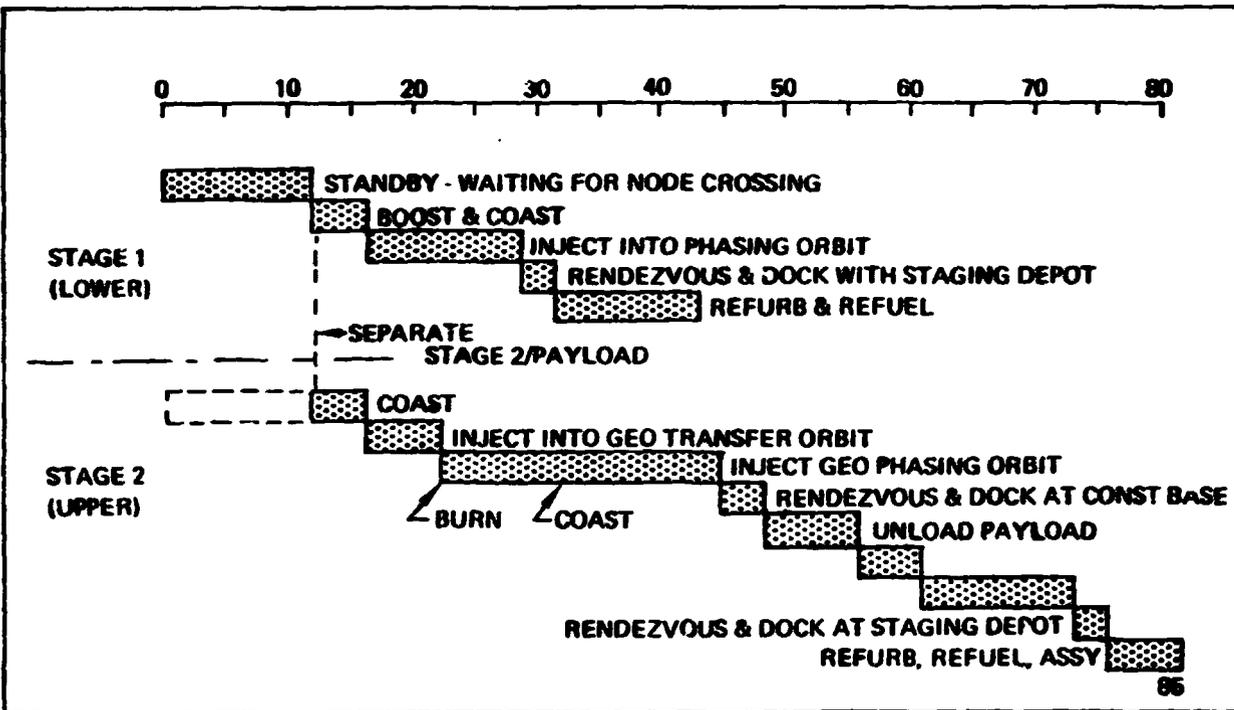 0 10 20 30 40 50 60 70 80
STANDBY - WAITING FOR NODE CROSSING
BOOST & COAST
INJECT INTO PHASING ORBIT
STAGE 1
(LOWER)
RENDEZVOUS & DOCK WITH STAGING DEPOT
REFURB & REFUEL
SEPARATE
STAGE 2/PAYLOAD
COAST
INJECT INTO GEO TRANSFER ORBIT
STAGE 2
(UPPER)
INJECT GEO PHASING ORBIT
RENDEZVOUS & DOCK AT CONST BASE
BURN
COAST
UNLOAD PAYLOAD
RENDEZVOUS & DOCK AT STAGING DEPOT
REFURB, REFUEL, ASSY
85